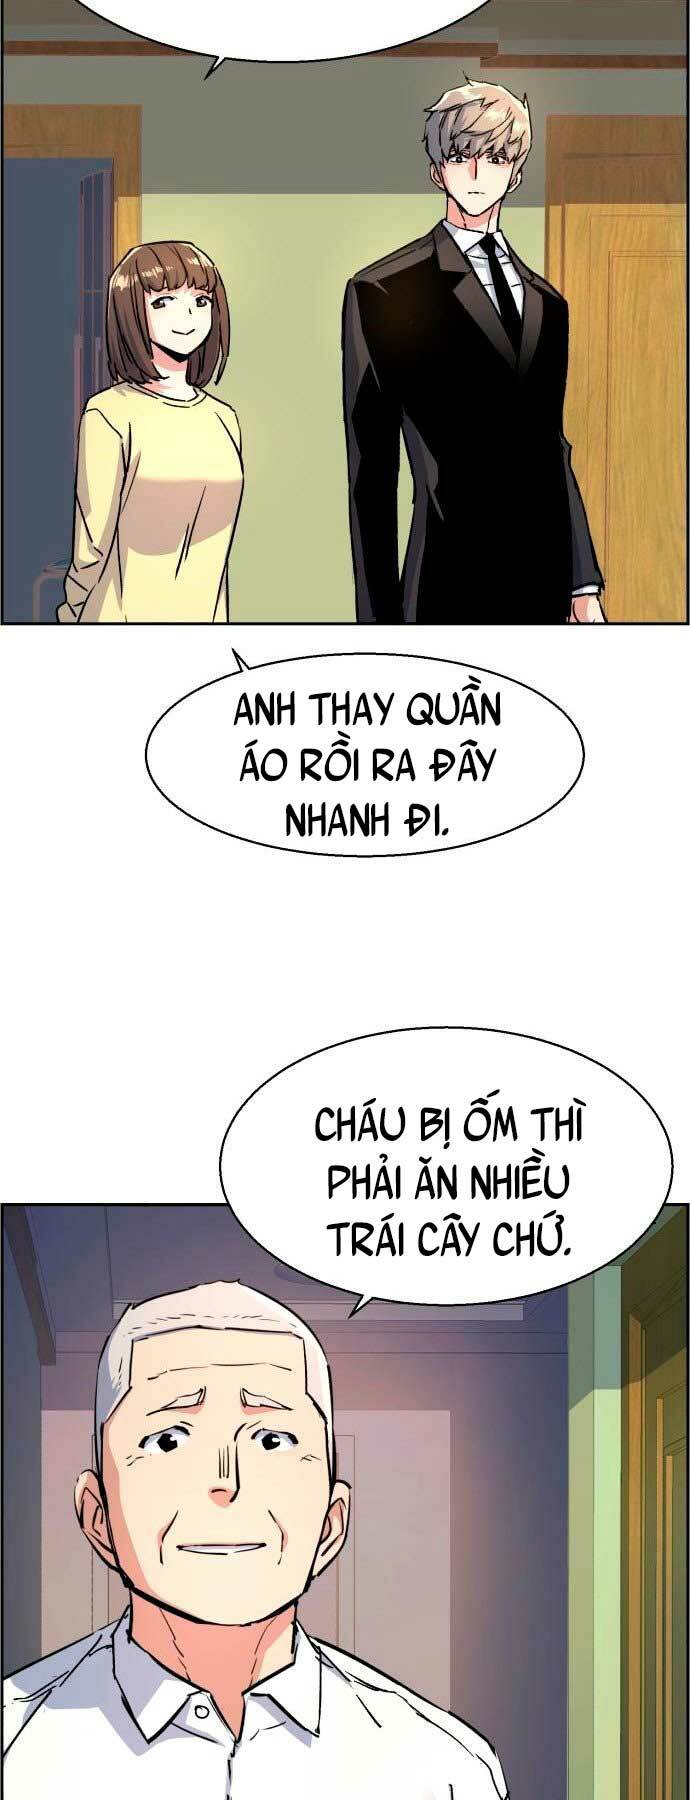 ANH THAY QUẦN
ÁO RỒI RA ĐÂY
NHANH ĐI.
CHÁU BỊ ỐM THÌ
PHẢI ĂN NHIỀU
TRÁI CÂY CHỨ.